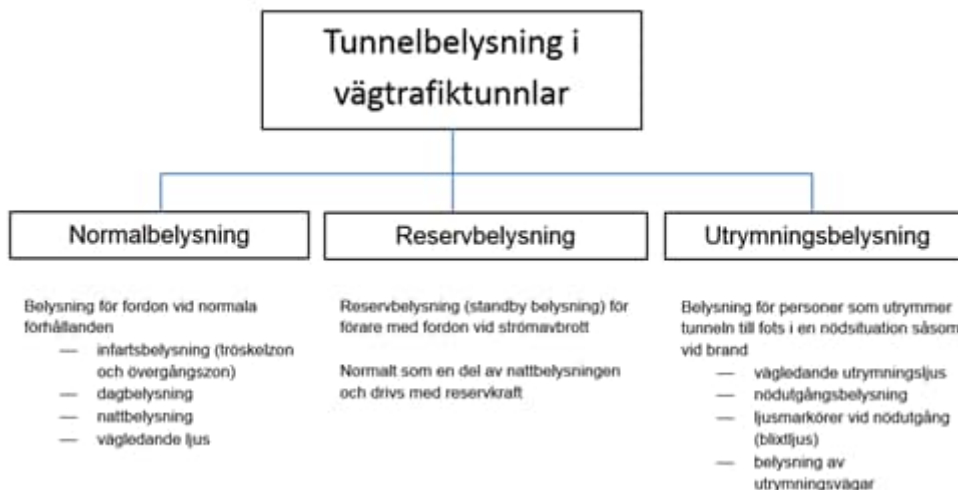 Tunnelbelysning i
vägtrafiktunnlar
Normalbelysning
Belysning för fordon vid normala
förhållanden
— infartsbelysning (tröskelzon
och övergångszon)
— dagbelysning
— nattbelysning
— vägledande ljus
Reservbelysning
Reservbelysning (standby belysning) för
förare med fordon vid strömavbrott
Normalt som en del av nattbelysningen
och drivs med reservkraft
Utrymningsbelysning
Belysning för personer som utrymmer
tunneln till fots i en nödsituation såsom
vid brand
— vägledande utrymningsljus
— nödutgångsbelysning
— ljusmarkörer vid nödutgång
(blixtljus)
— belysning av
utrymningsvägar